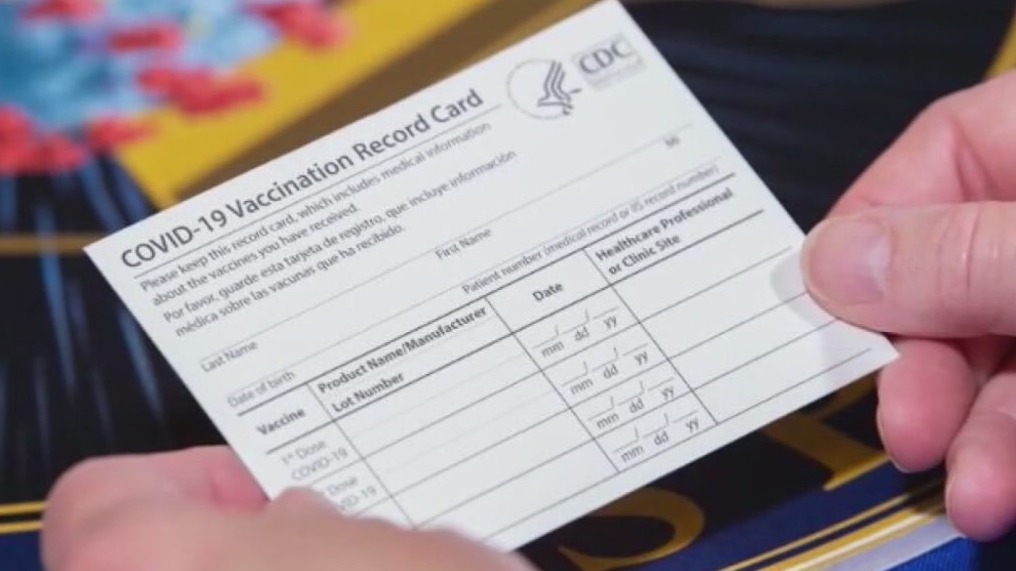 COVID-19 Vaccination Record Card
CDC
Please keep this record card, which includes medical information
about the vaccines you have received.
Por favor, guarde esta tarjeta de registro, que incluye información
médica sobre las vacunas que ha recibido.
Last Name
First Name
MI
Date of birth
Patient number (medical record or IIS record number)
Vaccine
Product Name/Manufacturer
Lot Number
Date
Healthcare Professional
or Clinic Site
1st Dose
COVID-19
mm dd yy
Dose
VID-19
mm dd yy
mm dd yy
mm dd yy
S